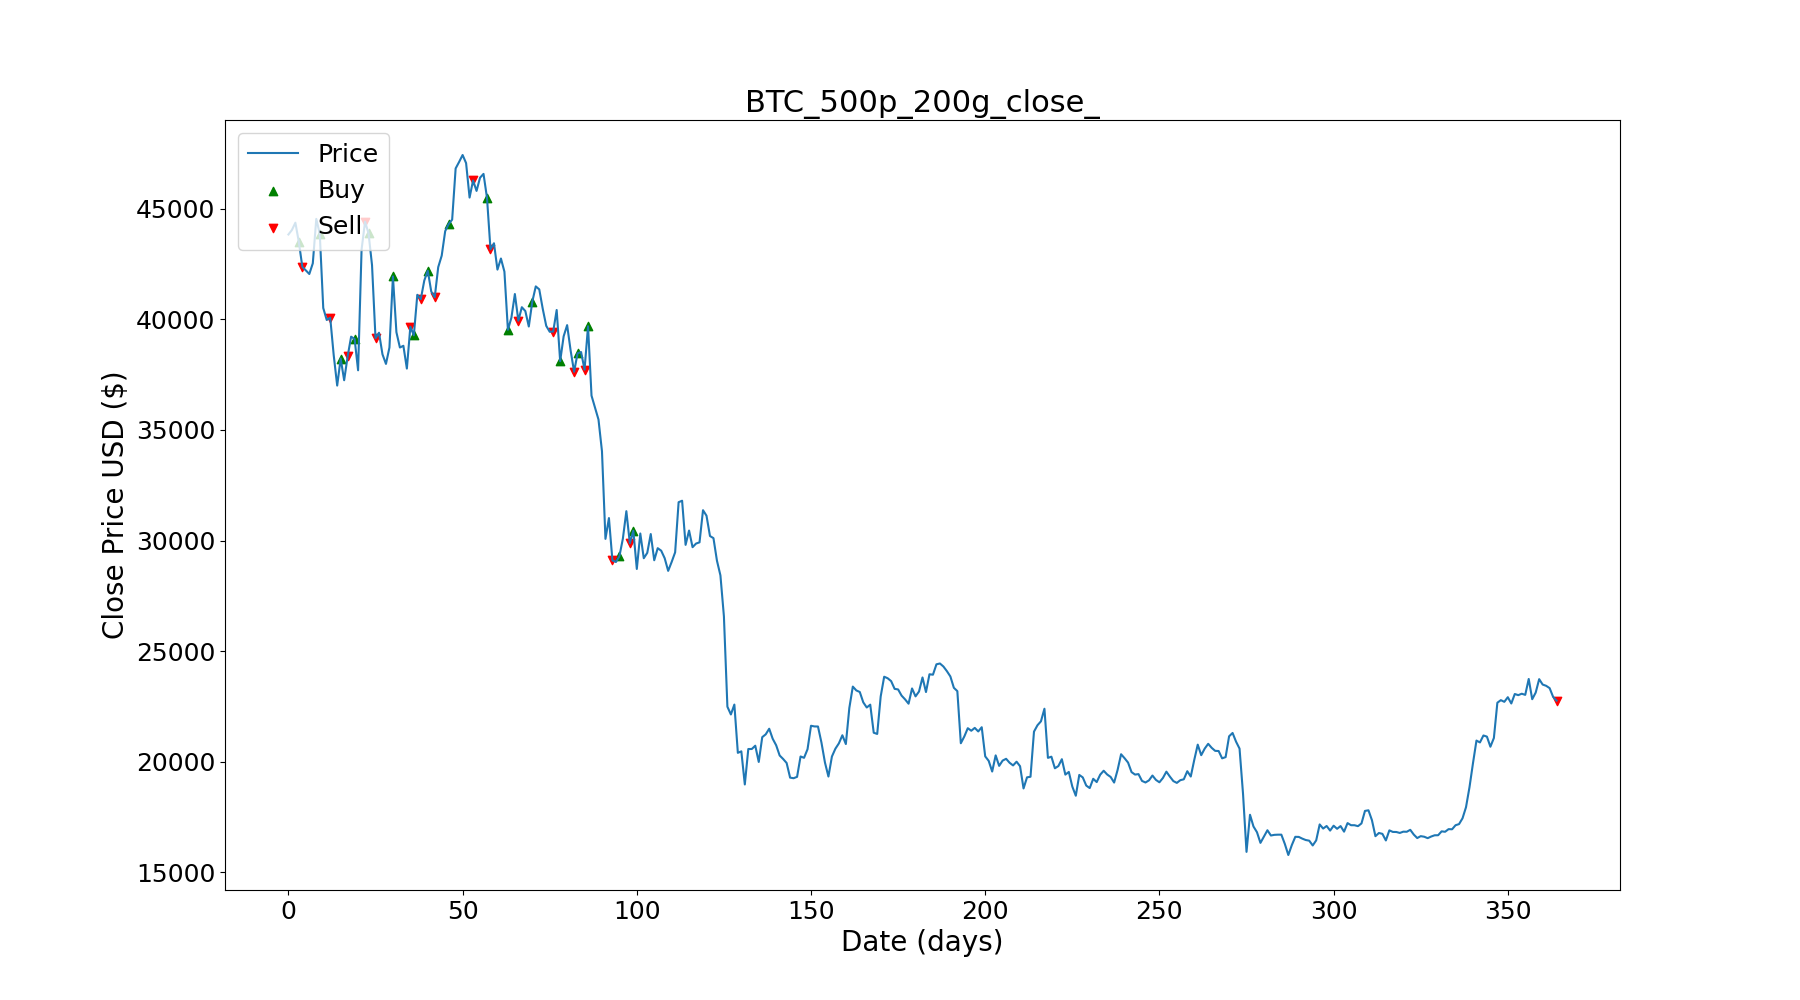 BTC_500p_200g_close_
Price
Buy
Sell
45000
40000
35000
30000
25000
20000
15000
Close Price USD ($)
0 50 100 150 200 250 300 350
Date (days)